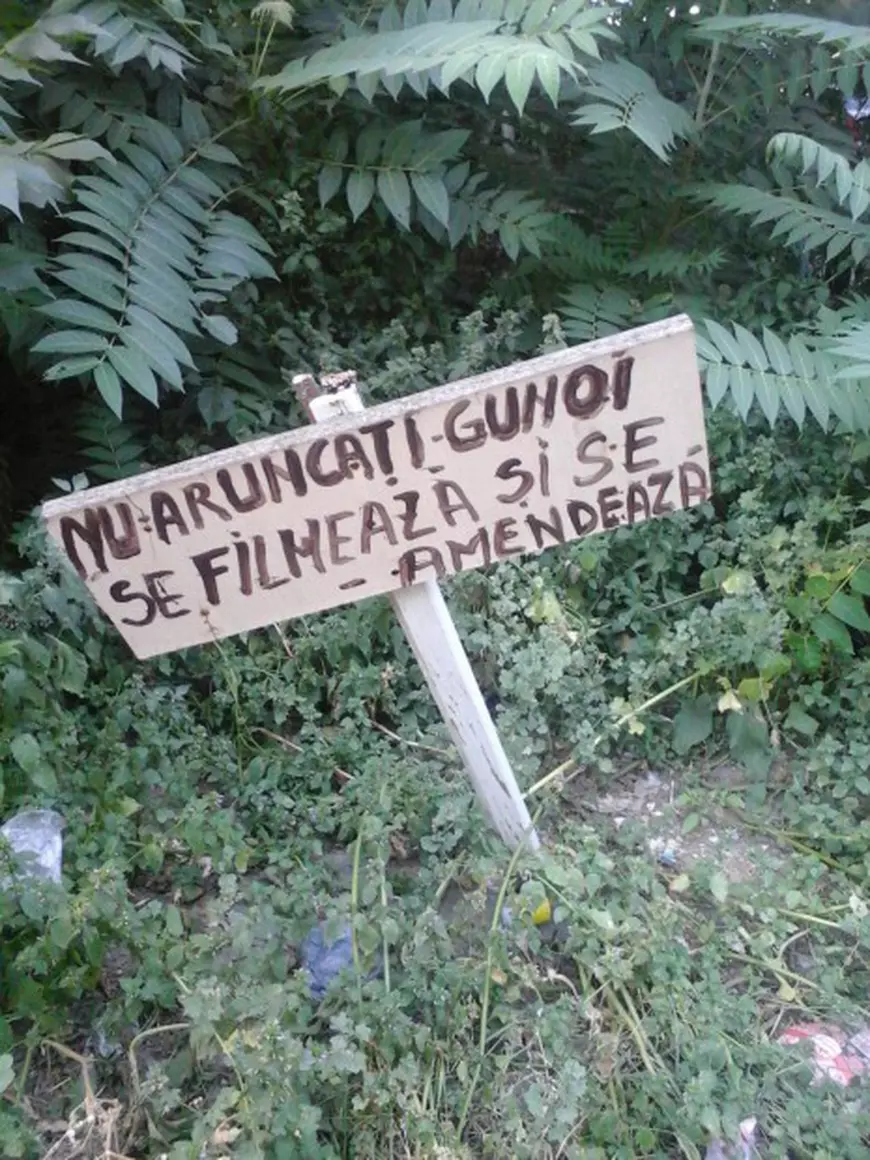 NU-ARUNCAȚI-GUNOI
SE FILMEAZĂ ȘI SE
- AMENDEAZĂ